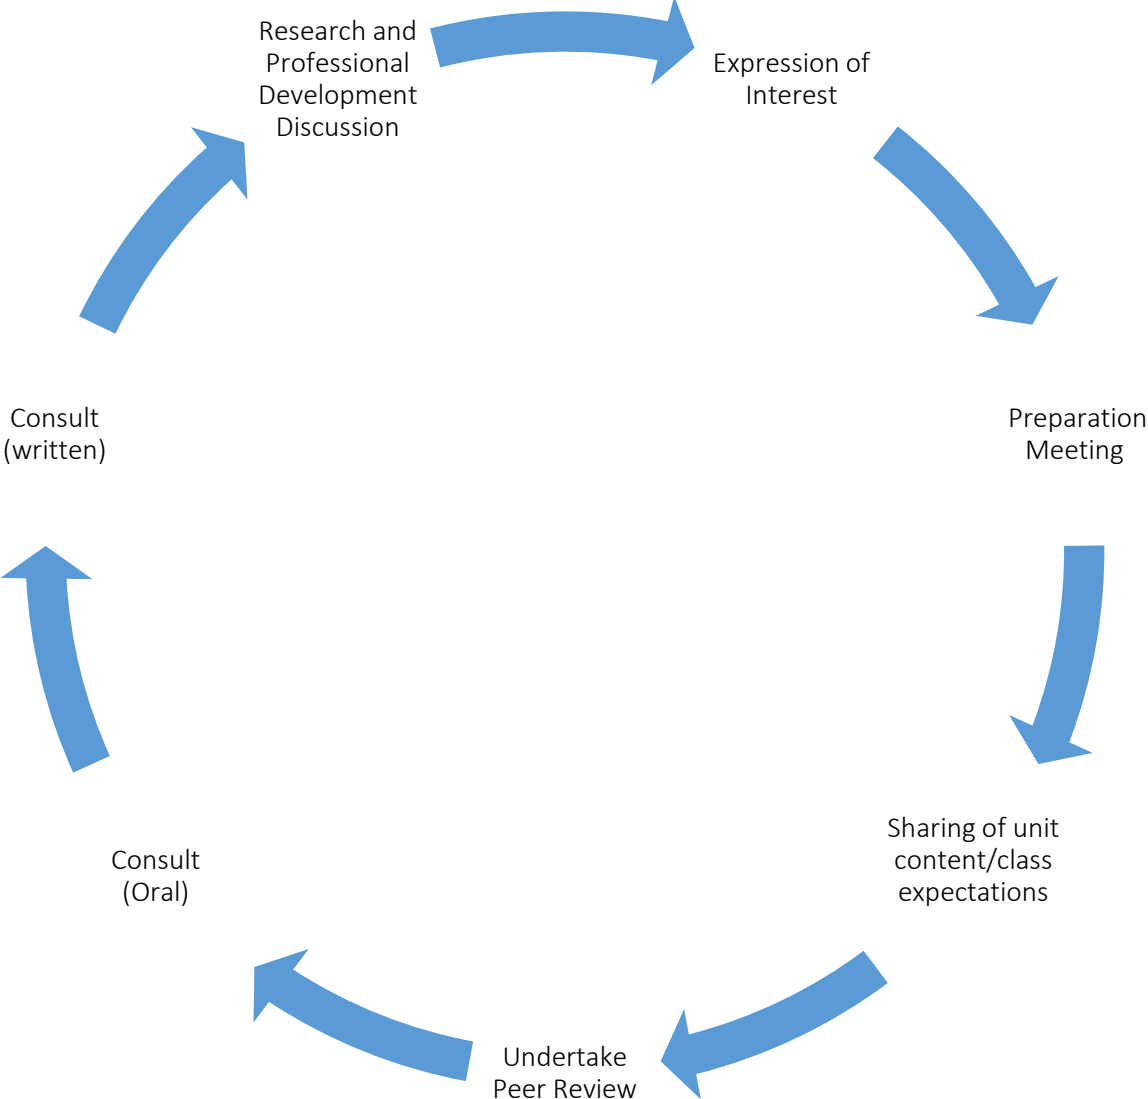 Research and
Professional
Development
Discussion
Expression of
Interest
Preparation
Meeting
Sharing of unit
content/class
expectations
Undertake
Peer Review
Consult
(Oral)
Consult
(written)